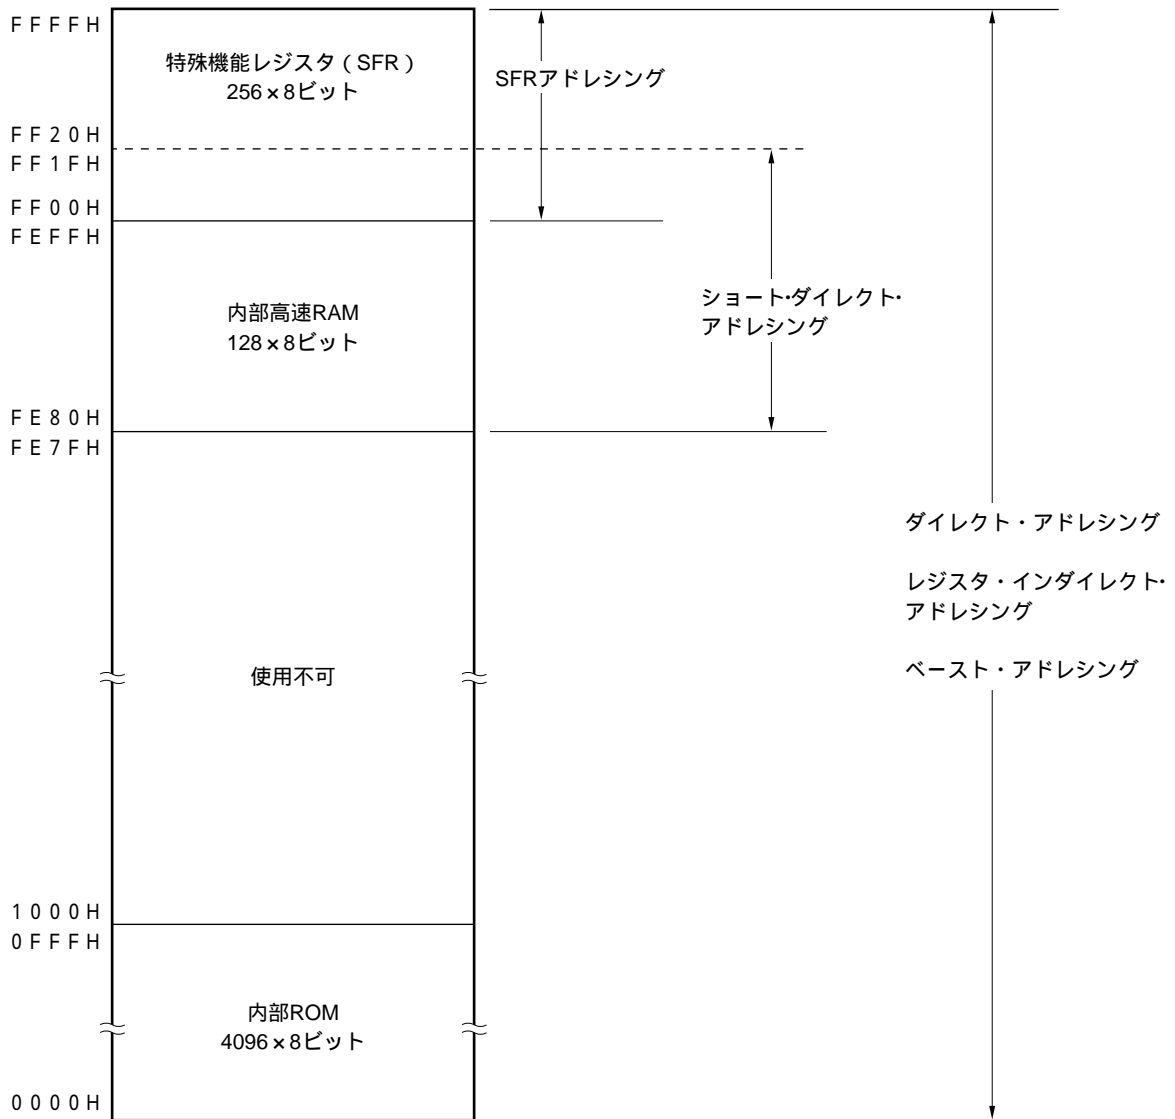 FFFFH
特殊機能レジスタ（SFR）
256×8ビット
SFRアドレシング
FF20H
FF1FH
FF00H
FEFFH
内部高速RAM
128×8ビット
ショート・ダイレクト・
アドレシング
FE80H
FE7FH
ダイレクト・アドレシング
レジスタ・インダイレクト・
アドレシング
ベースト・アドレシング
使用不可
1000H
0FFFH
内部ROM
4096×8ビット
0000H